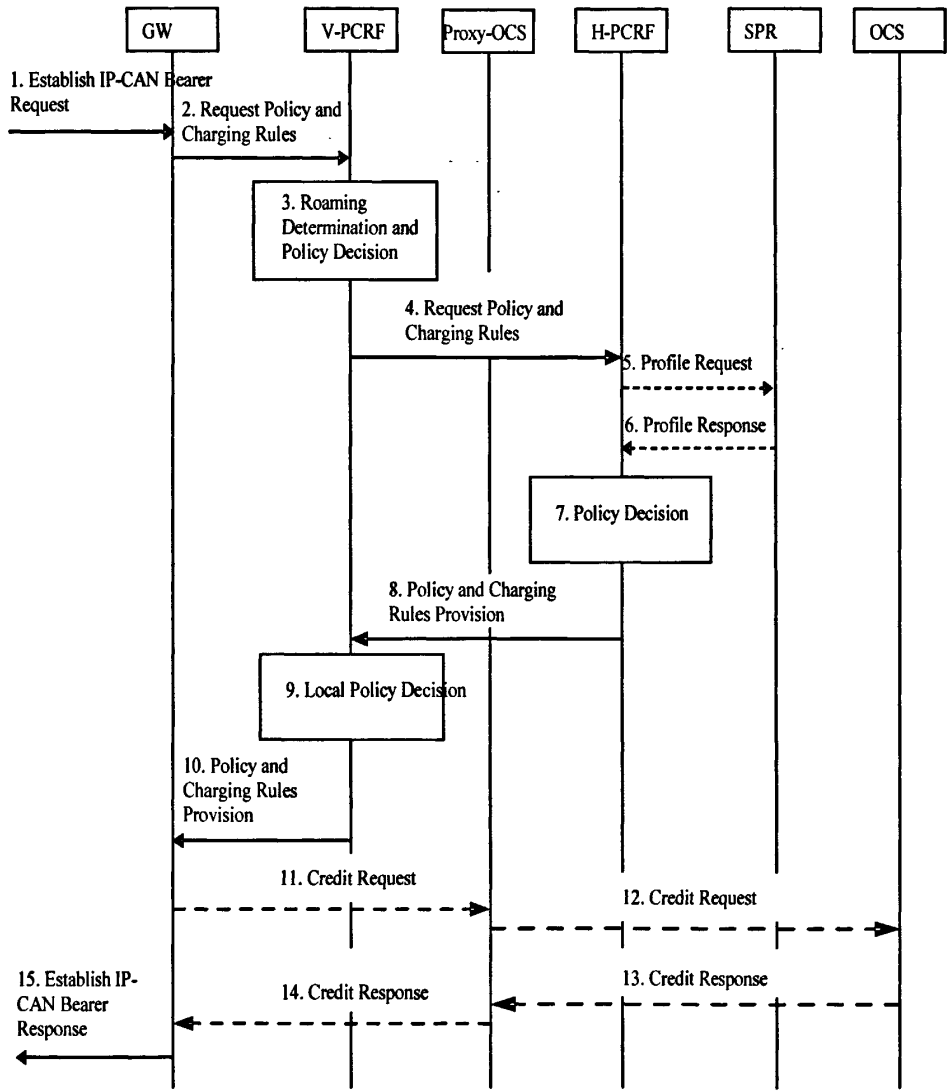 GW
V-PCRF
Proxy-OCS
H-PCRF
SPR
OCS
1. Establish IP-CAN Bearer
Request
2. Request Policy and
Charging Rules
3. Roaming
Determination and
Policy Decision
4. Request Policy and
Charging Rules
5. Profile Request
6. Profile Response
7. Policy Decision
8. Policy and Charging
Rules Provision
9. Local Policy Decision
10. Policy and
Charging Rules
Provision
11. Credit Request
12. Credit Request
13. Credit Response
14. Credit Response
15. Establish IP-
CAN Bearer
Response